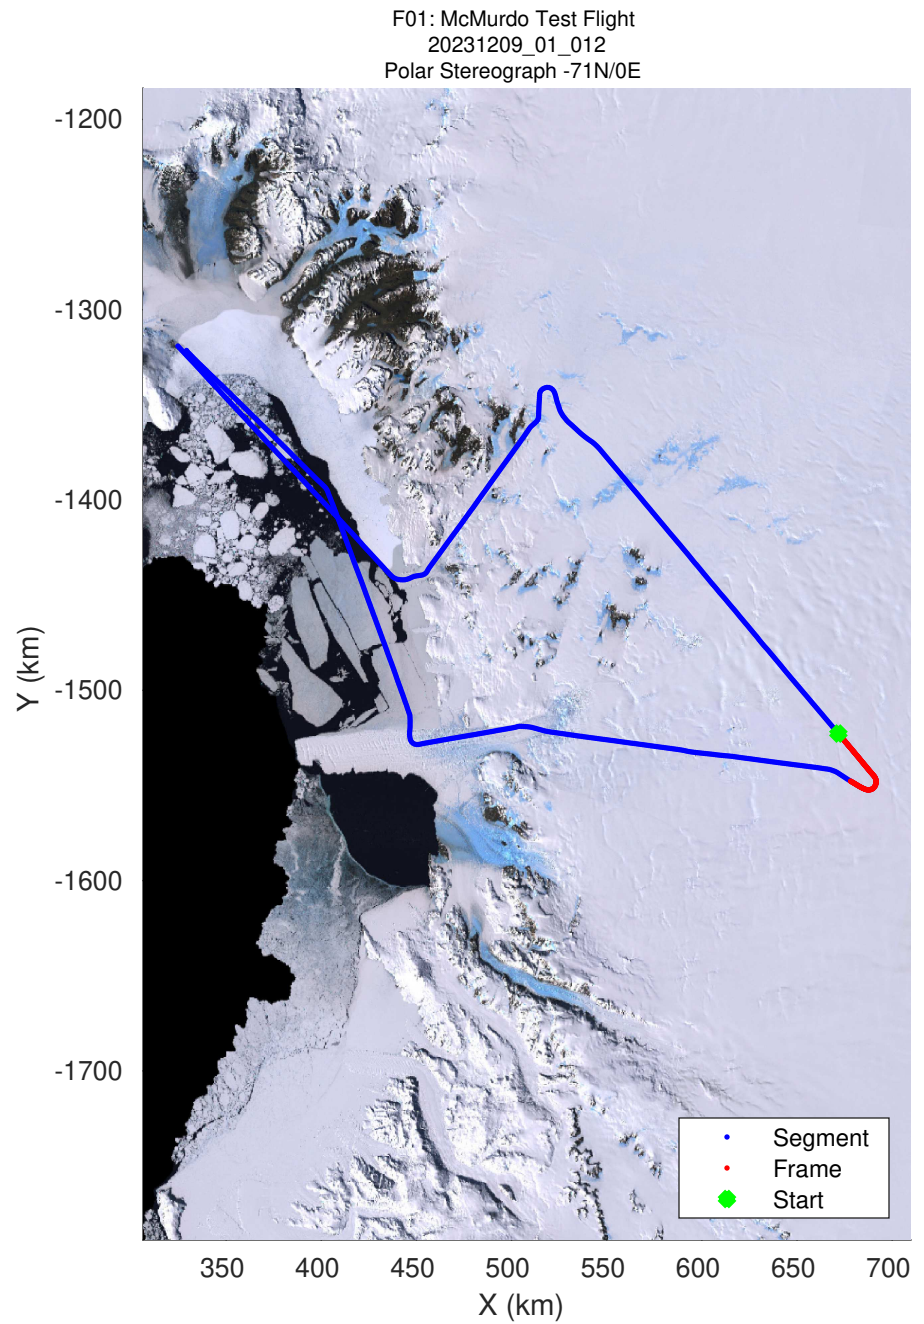 F01: McMurdo Test Flight
20231209_01_012
Polar Stereograph -71N/0E
-1200
-1300
-1400
-1500
-1600
-1700
Y (km)
Segment
Frame
Start
350 400 450 500 550 600 650 700
X (km)